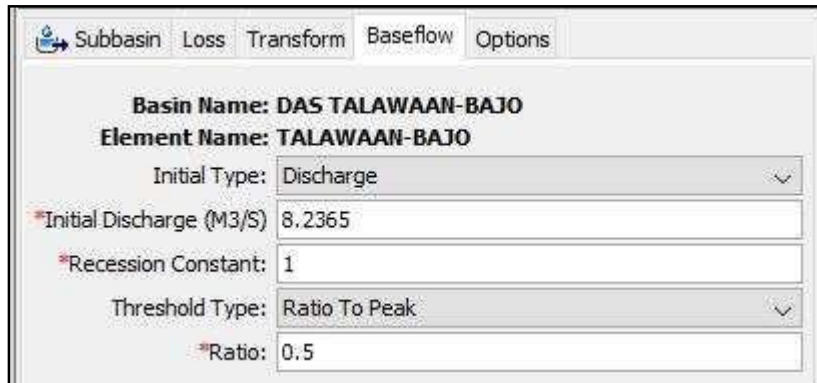 Subbasin Loss Transform Baseflow Options
Basin Name: DAS TALAWAAN-BAJO
Element Name: TALAWAAN-BAJO
Initial Type: Discharge
*Initial Discharge (M3/S) 8.2365
*Recession Constant: 1
Threshold Type: Ratio To Peak
*Ratio: 0.5